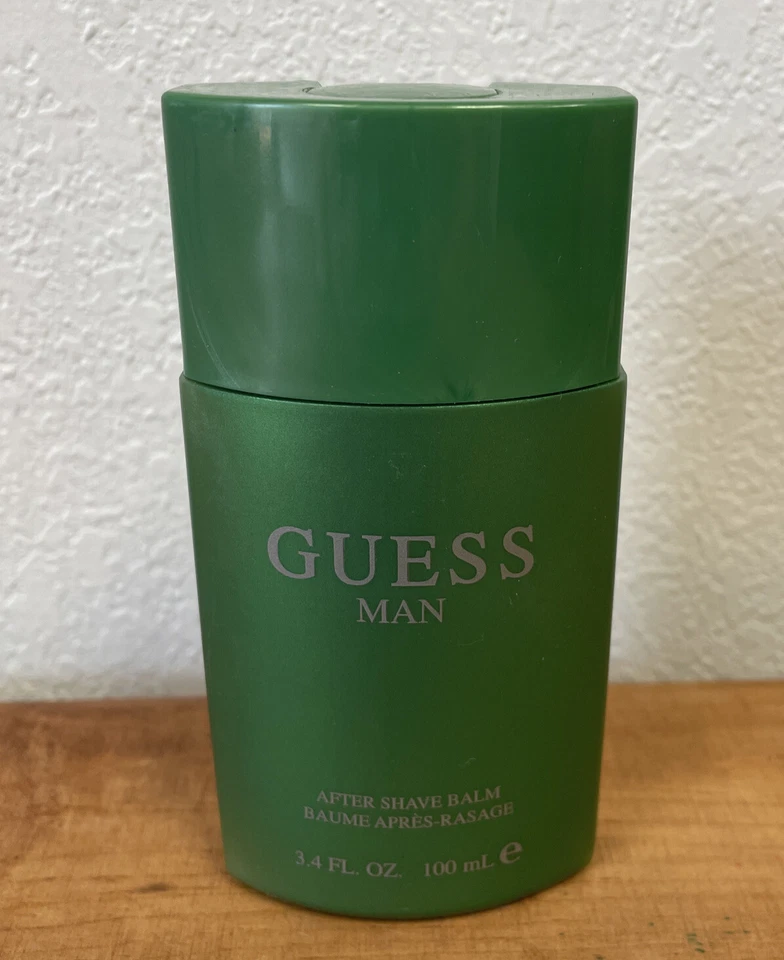 GUESS
MAN
AFTER SHAVE BALM
BAUME APRÈS-RASAGE
3.4 FL. OZ. 100 mL ℮